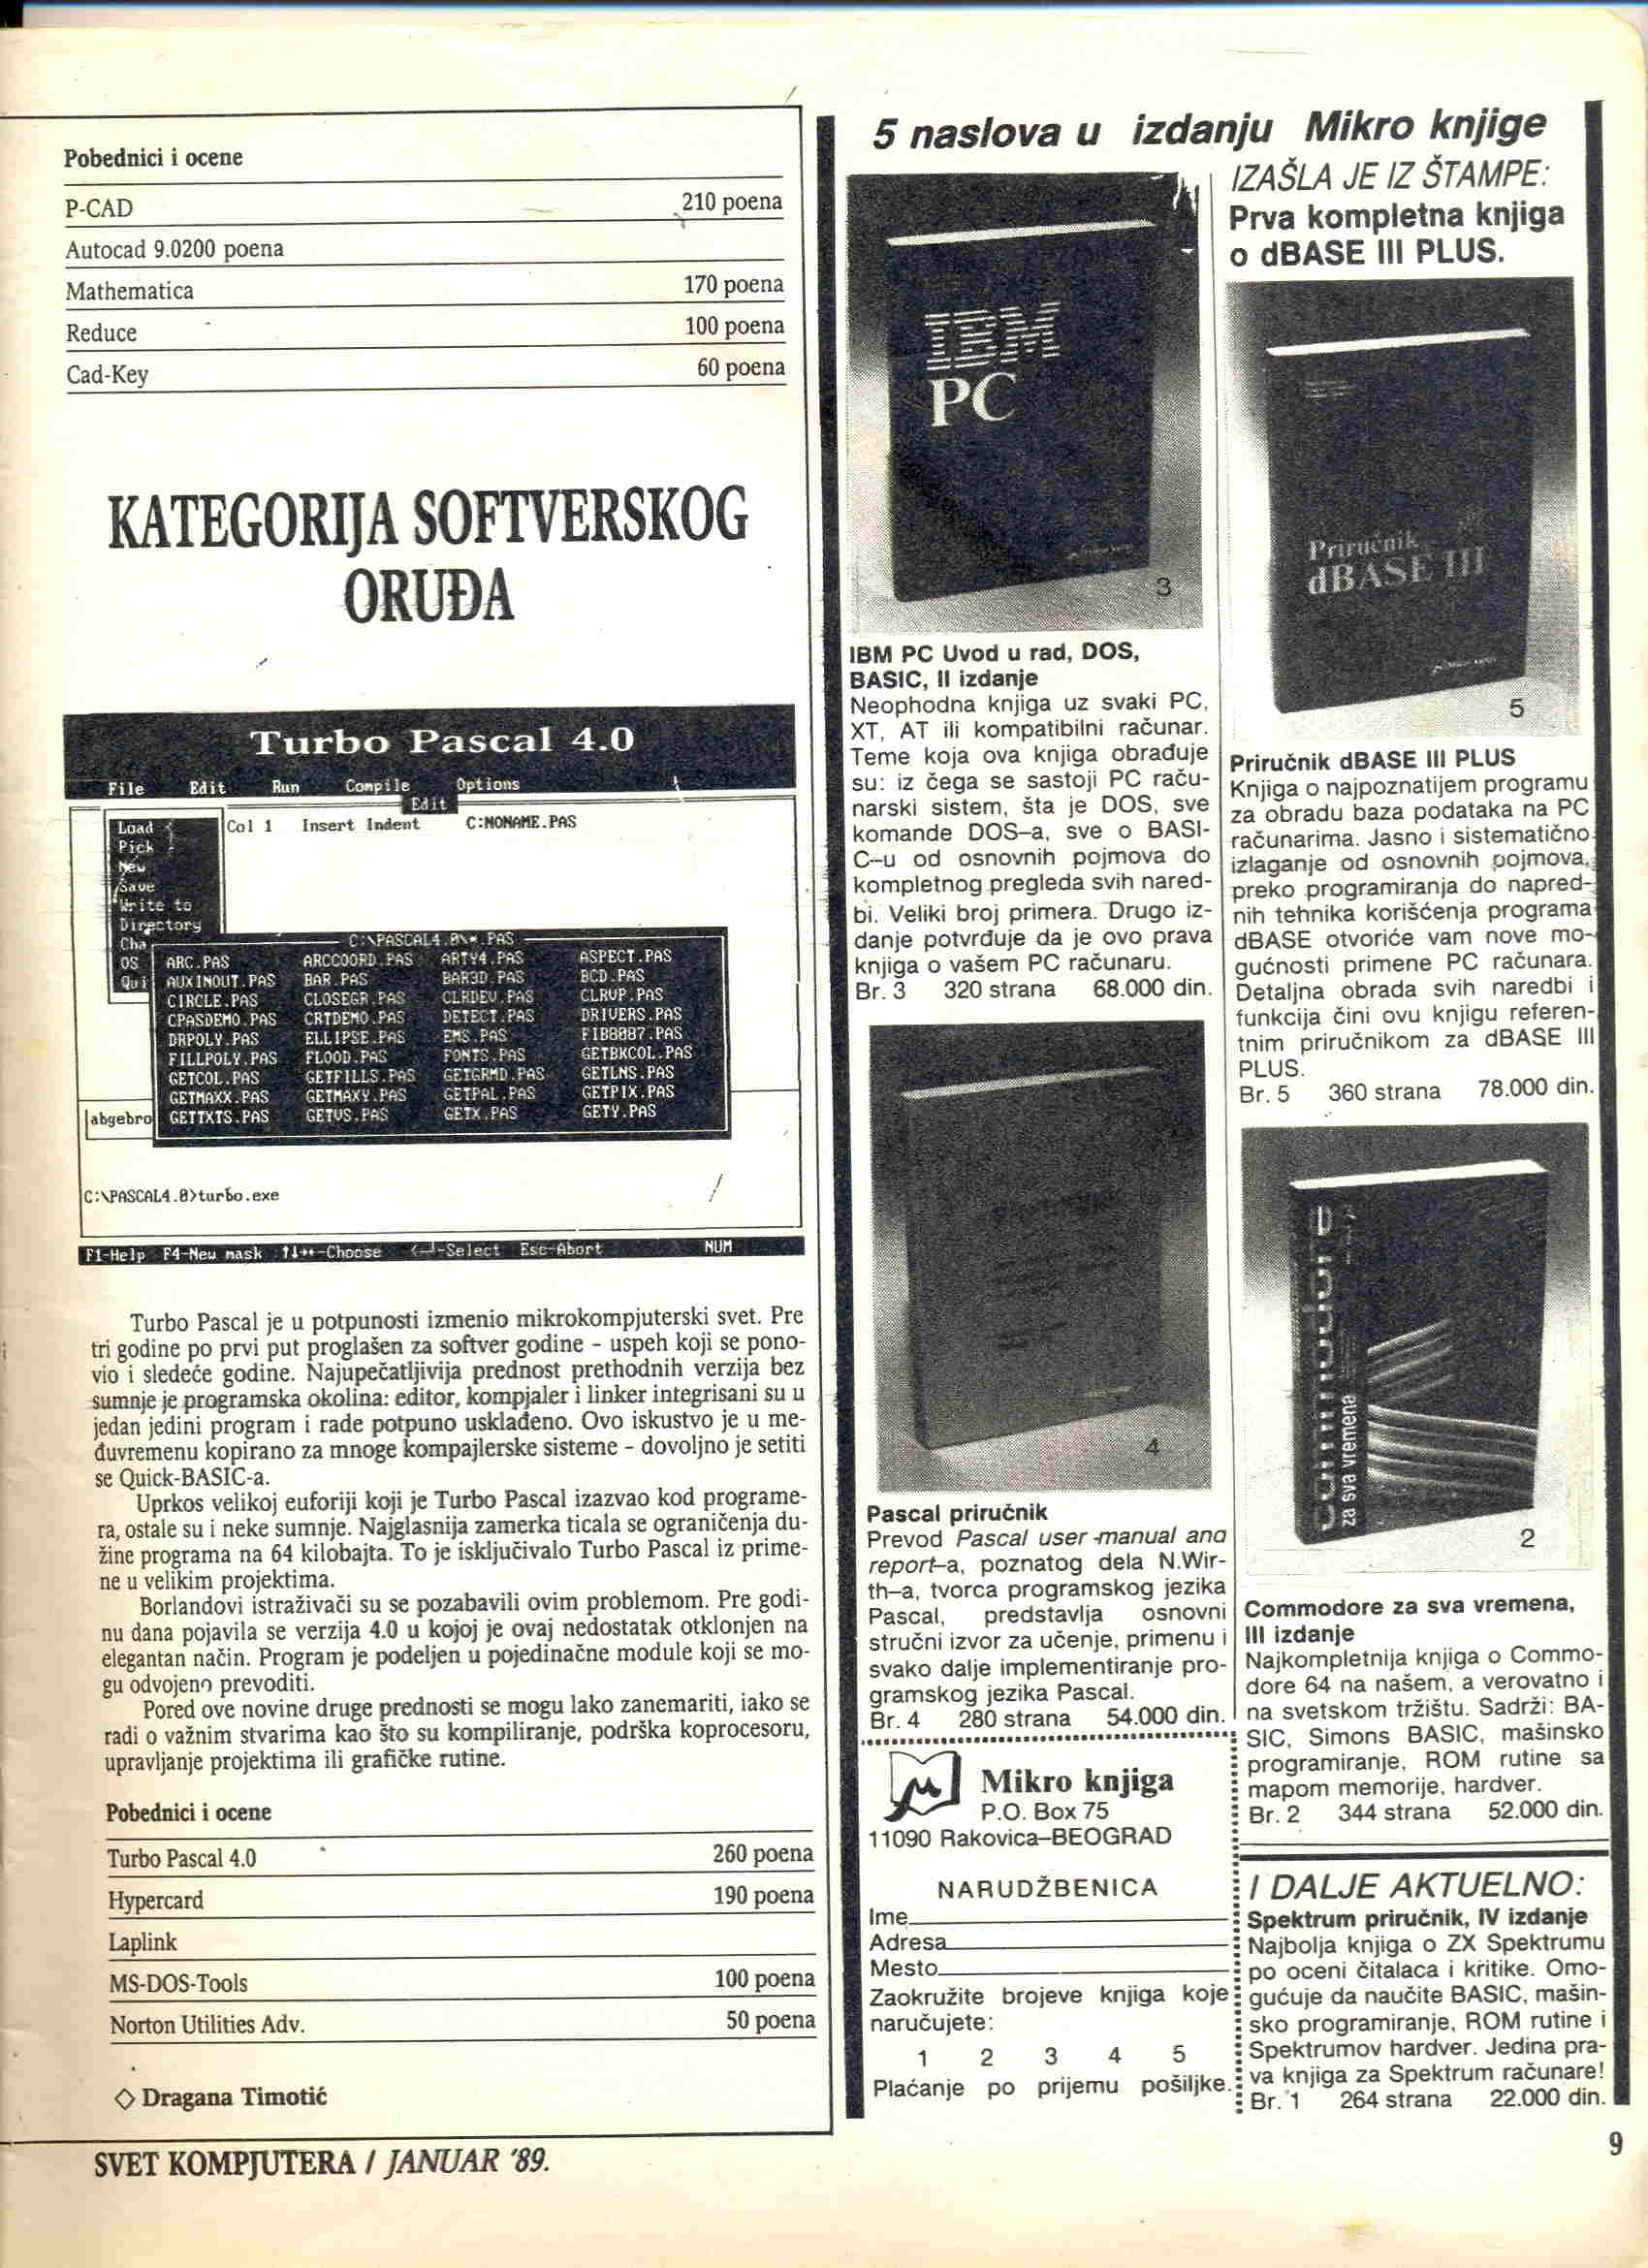 Pobednici i ocene
P-CAD 210 poena
Autocad 9.0200 poena
Mathematica 170 poena
Reduce 100 poena
Cad-Key 60 poena
KATEGORIJA SOFTVERSKOG
ORUĐA
Turbo Pascal 4.0
File Edit Run Compile Options
Edit
Load Col 1 Insert Indent C:NONAME.PAS
Pick
New
Save
Write to
Directory
Cha C:\PASCAL4.0\*.PAS
OS ARC.PAS ARCCOORD.PAS ARTY4.PAS ASPECT.PAS
Qui AUXINOUT.PAS BAR.PAS BAR3D.PAS BCD.PAS
CIRCLE.PAS CLOSEGR.PAS CLRDEV.PAS CLRVP.PAS
CPASDEMO.PAS CRTDEMO.PAS DETECT.PAS DRIVERS.PAS
DRPOLY.PAS ELLIPSE.PAS EMS.PAS FIB8087.PAS
FILLPOLY.PAS FLOOD.PAS FONTS.PAS GETBKCOL.PAS
GETCOL.PAS GETFILLS.PAS GETGRMD.PAS GETLNS.PAS
GETMAXX.PAS GETMAXY.PAS GETPAL.PAS GETPIX.PAS
abgebro GETTXTS.PAS GETVS.PAS GETX.PAS GETY.PAS
C:\PASCAL4.0>turbo.exe
F1-Help F4-New mask ↑↓→←-Choose <─┘-Select Esc-Abort NUM
Turbo Pascal je u potpunosti izmenio mikrokompjuterski svet. Pre
tri godine po prvi put proglašen za softver godine – uspeh koji se pono-
vio i sledeće godine. Najupečatljivija prednost prethodnih verzija bez
sumnje je programska okolina: editor, kompjaler i linker integrisani su u
jedan jedini program i rade potpuno usklađeno. Ovo iskustvo je u me-
đuvremenu kopirano za mnoge kompajlerske sisteme – dovoljno je setiti
se Quick-BASIC-a.
Uprkos velikoj euforiji koji je Turbo Pascal izazvao kod programe-
ra, ostale su i neke sumnje. Najglasnija zamerka ticala se ograničenja du-
žine programa na 64 kilobajta. To je isključivalo Turbo Pascal iz prime-
ne u velikim projektima.
Borlandovi istraživači su se pozabavili ovim problemom. Pre godi-
nu dana pojavila se verzija 4.0 u kojoj je ovaj nedostatak otklonjen na
elegantan način. Program je podeljen u pojedinačne module koji se mo-
gu odvojeno prevoditi.
Pored ove novine druge prednosti se mogu lako zanemariti, iako se
radi o važnim stvarima kao što su kompiliranje, podrška koprocesoru,
upravljanje projektima ili grafičke rutine.
Pobednici i ocene
Turbo Pascal 4.0 260 poena
Hypercard 190 poena
Laplink
MS-DOS-Tools 100 poena
Norton Utilities Adv. 50 poena
◇ Dragana Timotić
SVET KOMPJUTERA / JANUAR '89.
5 naslova u izdanju Mikro knjige
IBM
PC
3
IBM PC Uvod u rad, DOS,
BASIC, II izdanje
Neophodna knjiga uz svaki PC,
XT, AT ili kompatibilni računar.
Teme koja ova knjiga obrađuje
su: iz čega se sastoji PC raču-
narski sistem, šta je DOS, sve
komande DOS–a, sve o BASI-
C–u od osnovnih pojmova do
kompletnog pregleda svih nared-
bi. Veliki broj primera. Drugo iz-
danje potvrđuje da je ovo prava
knjiga o vašem PC računaru.
Br. 3 320 strana 68.000 din.
4
Pascal priručnik
Prevod Pascal user manual and
report–a, poznatog dela N.Wir-
th–a, tvorca programskog jezika
Pascal, predstavlja osnovni
stručni izvor za učenje, primenu i
svako dalje implementiranje pro-
gramskog jezika Pascal.
Br. 4 280 strana 54.000 din.
Mikro knjiga
P.O. Box 75
11090 Rakovica–BEOGRAD
NARUDŽBENICA
Ime
Adresa
Mesto
Zaokružite brojeve knjiga koje
naručujete:
1 2 3 4 5
Plaćanje po prijemu pošiljke.
IZAŠLA JE IZ ŠTAMPE:
Prva kompletna knjiga
o dBASE III PLUS.
Priručnik
dBASE III
5
Priručnik dBASE III PLUS
Knjiga o najpoznatijem programu
za obradu baza podataka na PC
računarima. Jasno i sistematično
izlaganje od osnovnih pojmova,
preko programiranja do napred-
nih tehnika korišćenja programa
dBASE otvoriće vam nove mo-
gućnosti primene PC računara.
Detaljna obrada svih naredbi i
funkcija čini ovu knjigu referen-
tnim priručnikom za dBASE III
PLUS.
Br. 5 360 strana 78.000 din.
commodore
za sva vremena
2
Commodore za sva vremena,
III izdanje
Najkompletnija knjiga o Commo-
dore 64 na našem, a verovatno i
na svetskom tržištu. Sadrži: BA-
SIC, Simons BASIC, mašinsko
programiranje, ROM rutine sa
mapom memorije, hardver.
Br. 2 344 strana 52.000 din.
I DALJE AKTUELNO:
Spektrum priručnik, IV izdanje
Najbolja knjiga o ZX Spektrumu
po oceni čitalaca i kritike. Omo-
gućuje da naučite BASIC, mašin-
sko programiranje, ROM rutine i
Spektrumov hardver. Jedina pra-
va knjiga za Spektrum računare!
Br. 1 264 strana 22.000 din.
9